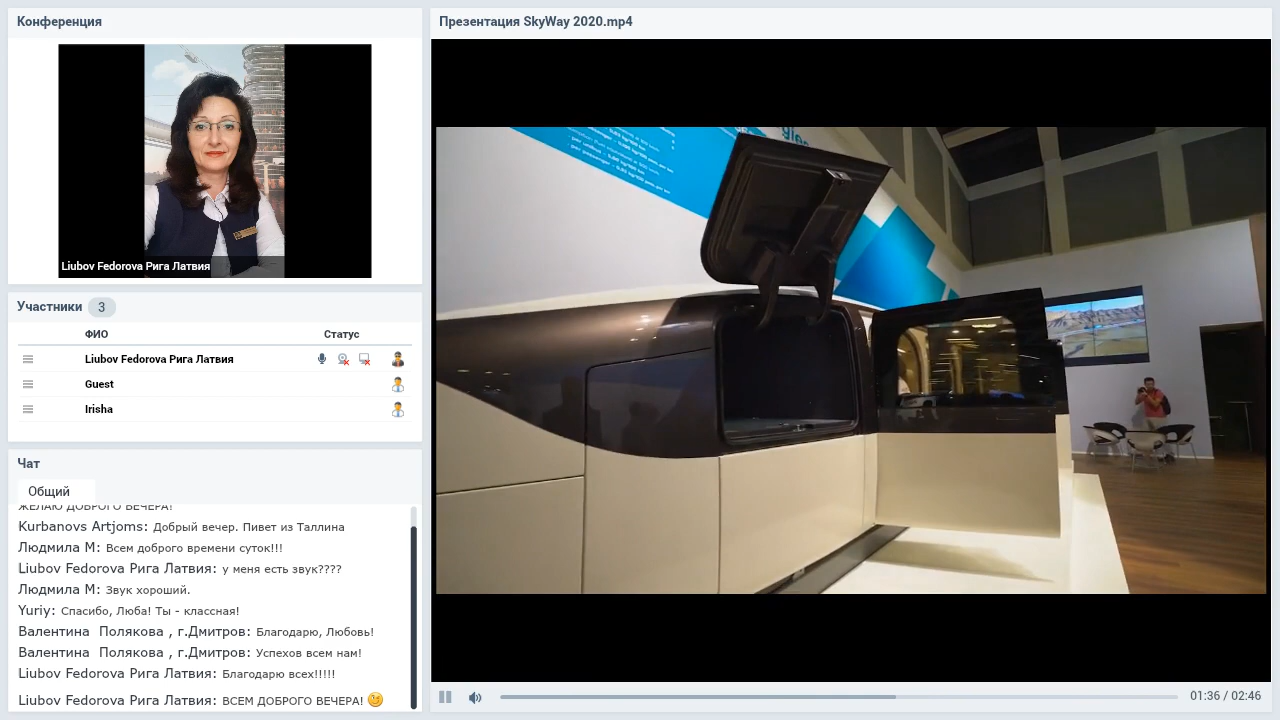 Конференция
Liubov Fedorova Рига Латвия
Участники 3
ФИО Статус
Liubov Fedorova Рига Латвия
Guest
Irisha
Чат
Общий
ЖЕЛАЮ ДОБРОГО ВЕЧЕРА!
Kurbanovs Artjoms: Добрый вечер. Пивет из Таллина
Людмила М: Всем доброго времени суток!!!
Liubov Fedorova Рига Латвия: у меня есть звук????
Людмила М: Звук хороший.
Yuriy: Спасибо, Люба! Ты - классная!
Валентина Полякова , г.Дмитров: Благодарю, Любовь!
Валентина Полякова , г.Дмитров: Успехов всем нам!
Liubov Fedorova Рига Латвия: Благодарю всех!!!!!
Liubov Fedorova Рига Латвия: ВСЕМ ДОБРОГО ВЕЧЕРА!
Презентация SkyWay 2020.mp4
01:36 / 02:46